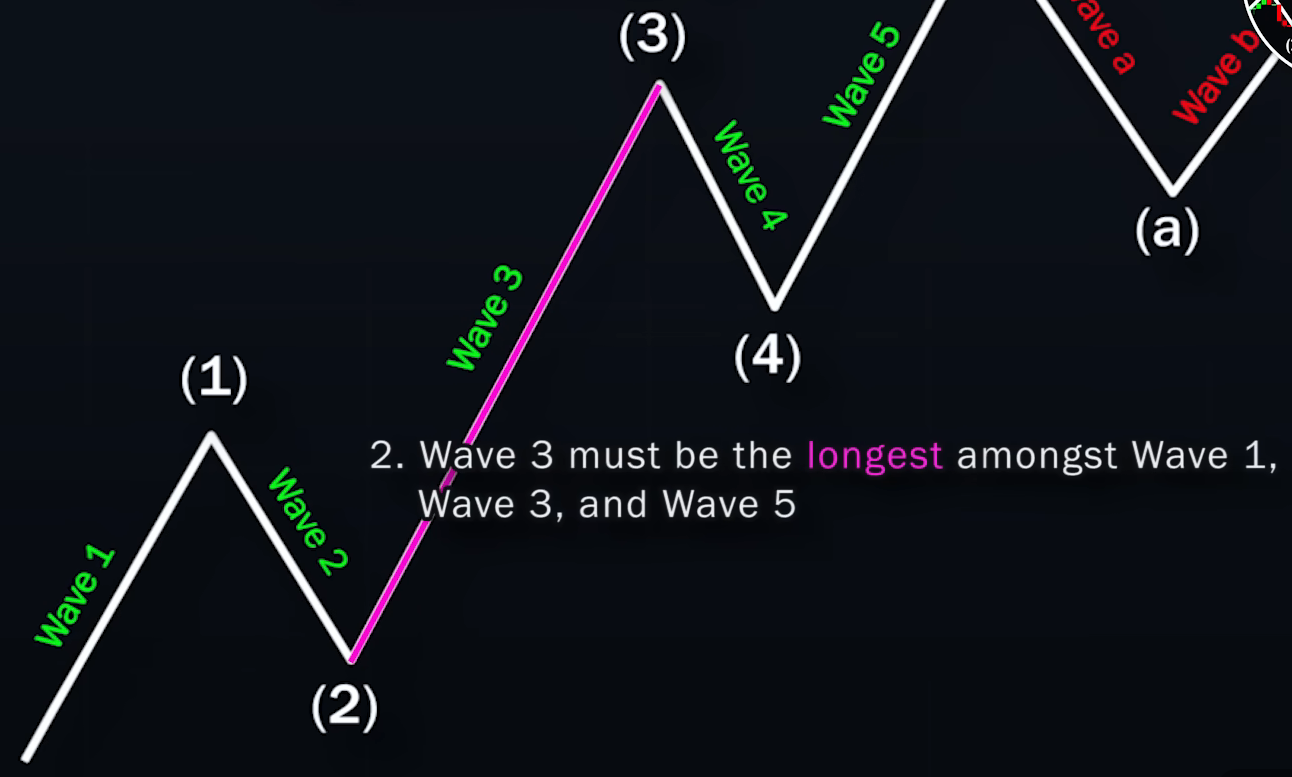 (3)
Wave 5
ave a
Wave b
Wave 4
(a)
Wave 3
(4)
(1)
2. Wave 3 must be the longest amongst Wave 1,
Wave 3, and Wave 5
Wave 2
Wave 1
(2)